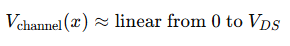 V_channel(x) ≈ linear from 0 to V_DS